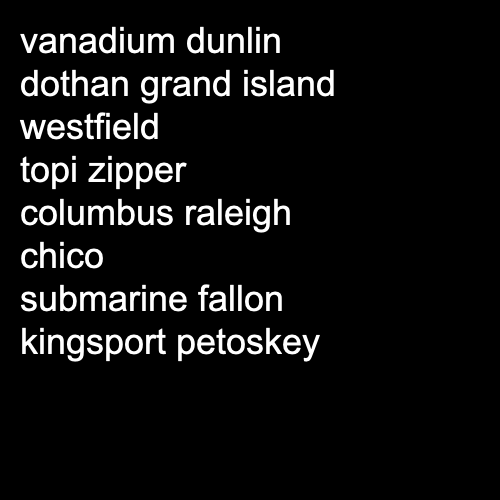 vanadium dunlin
dothan grand island
westfield
topi zipper
columbus raleigh
chico
submarine fallon
kingsport petoskey